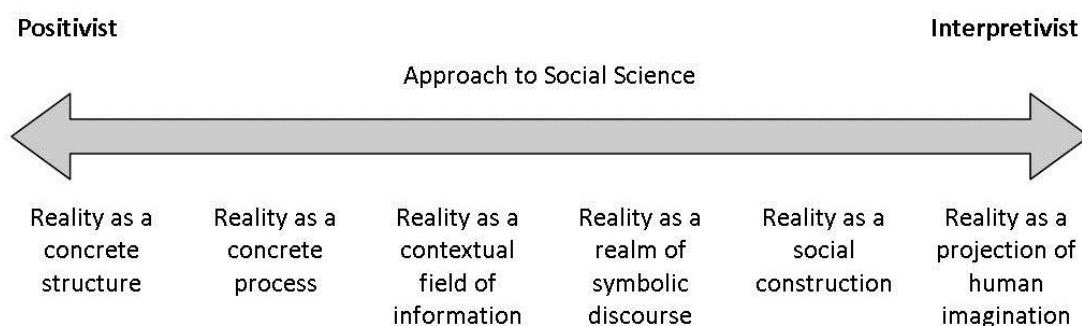 Positivist
Interpretivist
Approach to Social Science
Reality as a
concrete
structure
Reality as a
concrete
process
Reality as a
contextual
field of
information
Reality as a
realm of
symbolic
discourse
Reality as a
social
construction
Reality as a
projection of
human
imagination